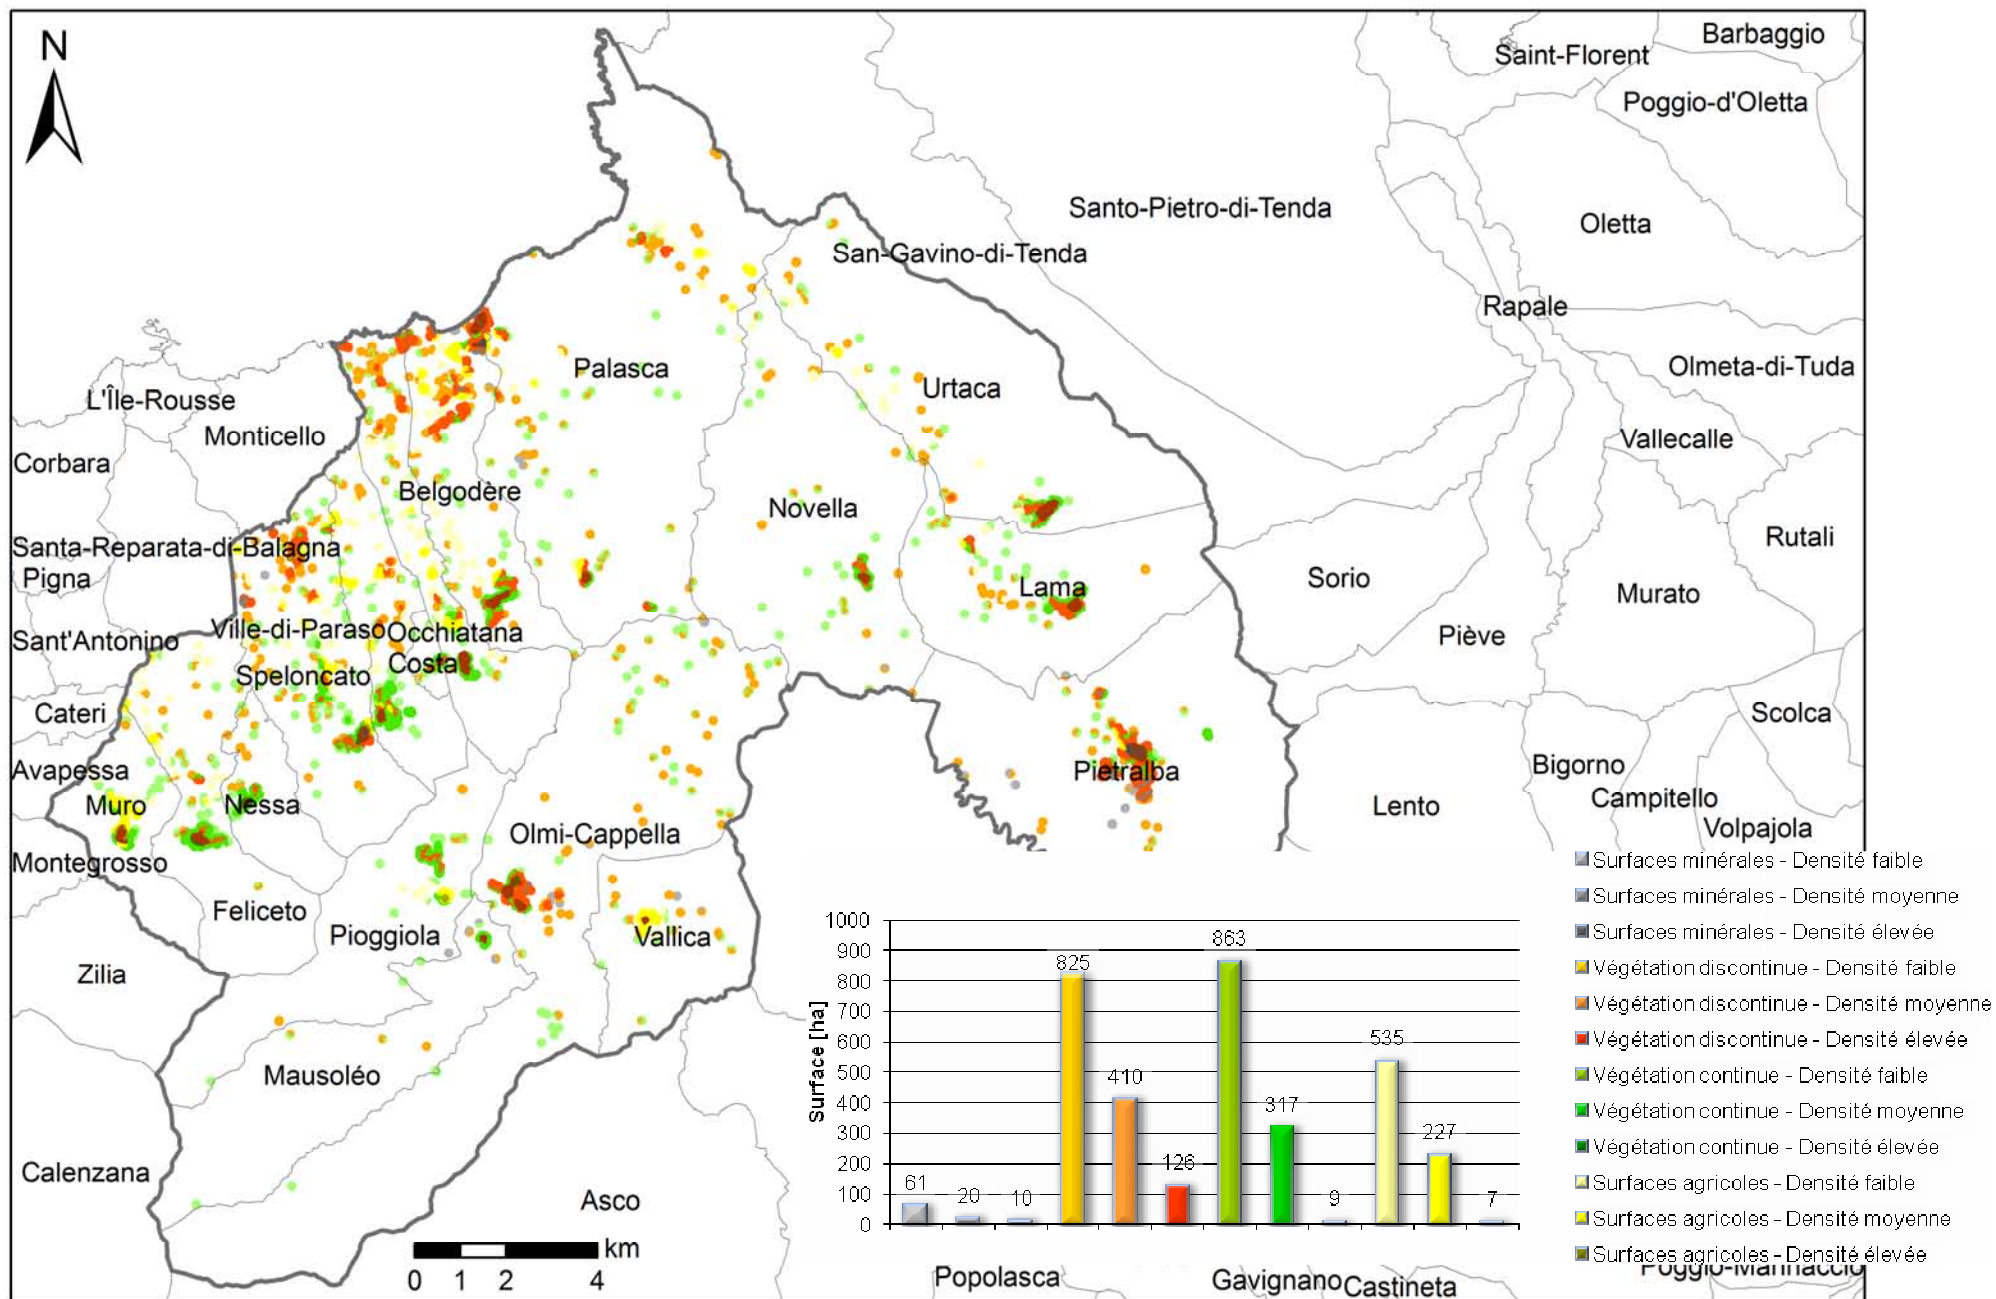 N
Barbaggio
Saint-Florent
Poggio-d'Oletta
Santo-Pietro-di-Tenda
Oletta
San-Gavino-di-Tenda
Rapale
Palasca
Olmeta-di-Tuda
L'Île-Rousse
Urtaca
Monticello
Vallecalle
Corbara
Belgodère
Novella
Santa-Reparata-di-Balagna
Rutali
Pigna
Sorio
Lama
Murato
Sant'Antonino
Ville-di-Paraso
Occhiatana
Piève
Costa
Speloncato
Cateri
Scolca
Avapessa
Pietralba
Bigorno
Muro
Nessa
Lento
Campitello
Olmi-Cappella
Volpajola
Montegrosso
Feliceto
Pioggiola
Vallica
Zilia
Mausoléo
Calenzana
Asco
km
0 1 2 4
Popolasca
Gavignano
Castineta
Poggio-Marinaccio
Surface [ha]
1000
900
800
700
600
500
400
300
200
100
0
61
20
10
825
410
126
863
317
9
535
227
7
Surfaces minérales - Densité faible
Surfaces minérales - Densité moyenne
Surfaces minérales - Densité élevée
Végétation discontinue - Densité faible
Végétation discontinue - Densité moyenne
Végétation discontinue - Densité élevée
Végétation continue - Densité faible
Végétation continue - Densité moyenne
Végétation continue - Densité élevée
Surfaces agricoles - Densité faible
Surfaces agricoles - Densité moyenne
Surfaces agricoles - Densité élevée